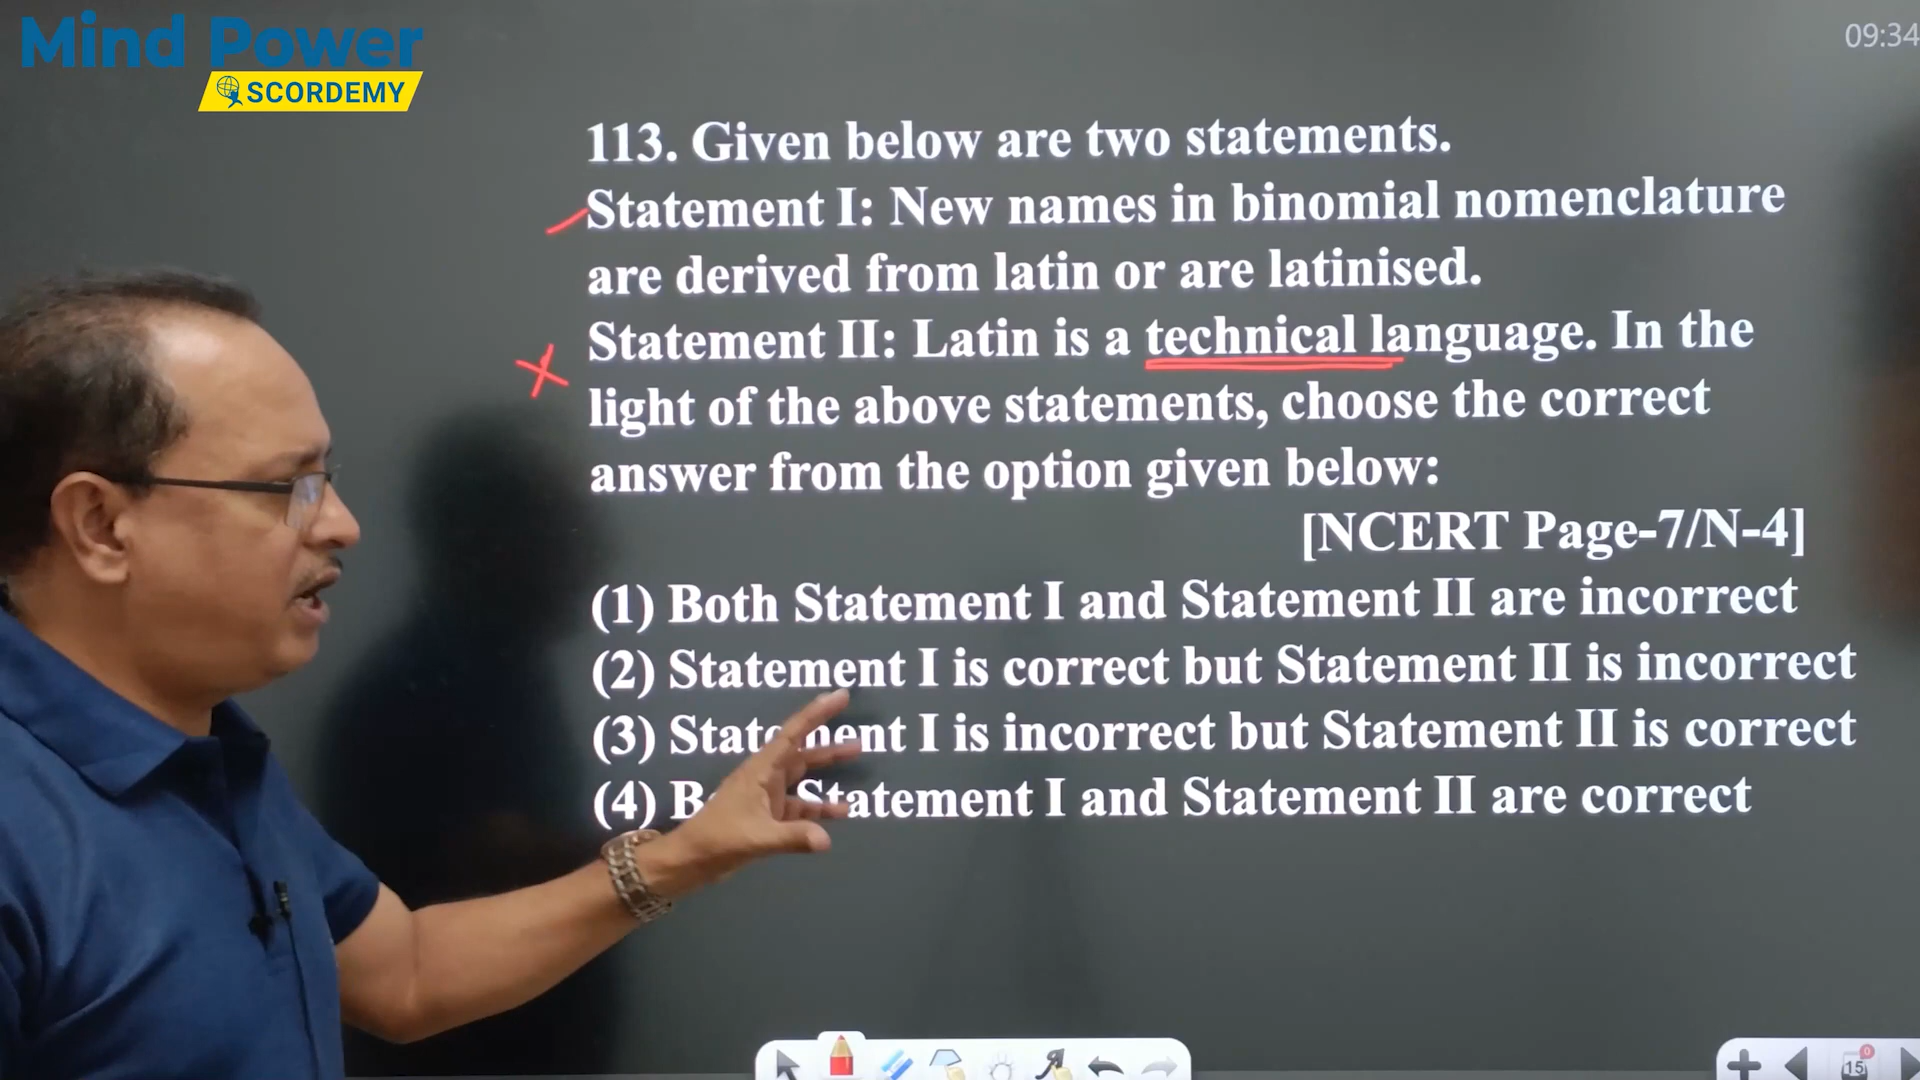 Mind Power
SCORDEMY
09:34
113. Given below are two statements.
Statement I: New names in binomial nomenclature
are derived from latin or are latinised.
Statement II: Latin is a technical language. In the
light of the above statements, choose the correct
answer from the option given below:
[NCERT Page-7/N-4]
(1) Both Statement I and Statement II are incorrect
(2) Statement I is correct but Statement II is incorrect
(3) Statement I is incorrect but Statement II is correct
(4) Statement I and Statement II are correct
15
0